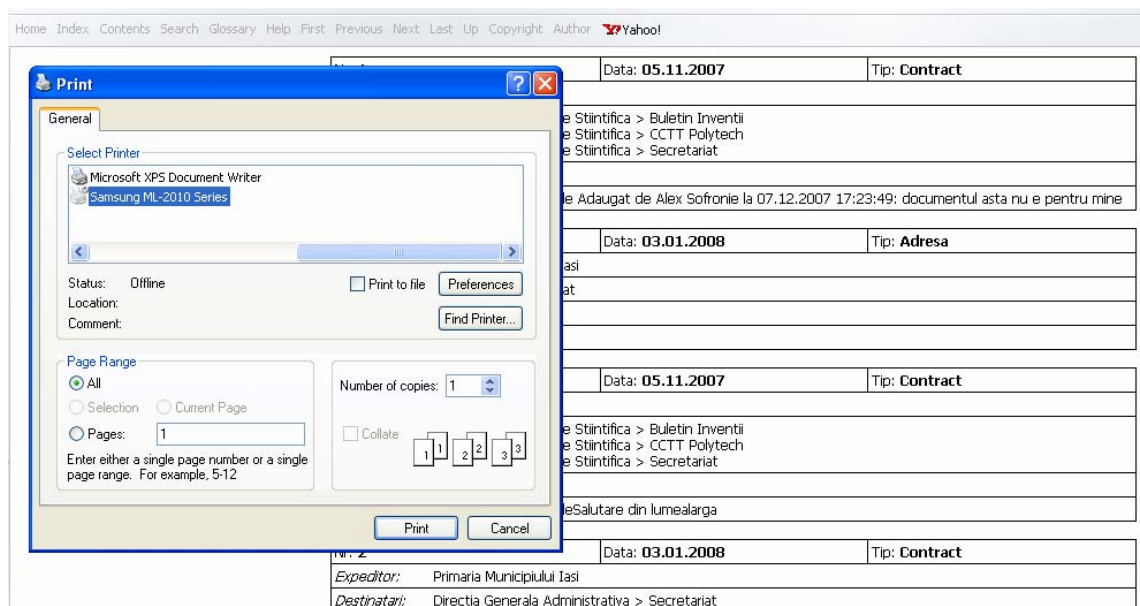 Home Index Contents Search Glossary Help First Previous Next Last Up Copyright Author Yahoo!
Print
General
Select Printer
Microsoft XPS Document Writer
Samsung ML-2010 Series
Status: Offline
Location:
Comment:
Print to file
Preferences
Find Printer...
Page Range
All
Selection Current Page
Pages: 1
Enter either a single page number or a single
page range. For example, 5-12
Number of copies: 1
Collate
1 1 2 2 3 3
Print Cancel
Data: 05.11.2007 Tip: Contract
e Stiintifica > Buletin Inventii
e Stiintifica > CCTT Polytech
e Stiintifica > Secretariat
Adaugat de Alex Sofronie la 07.12.2007 17:23:49: documentul asta nu e pentru mine
Data: 03.01.2008 Tip: Adresa
asi
at
Data: 05.11.2007 Tip: Contract
e Stiintifica > Buletin Inventii
e Stiintifica > CCTT Polytech
e Stiintifica > Secretariat
eSalutare din lumealarga
Nr: 2 Data: 03.01.2008 Tip: Contract
Expeditor: Primaria Municipiului Iasi
Destinatari: Directia Generala Administrativa > Secretariat